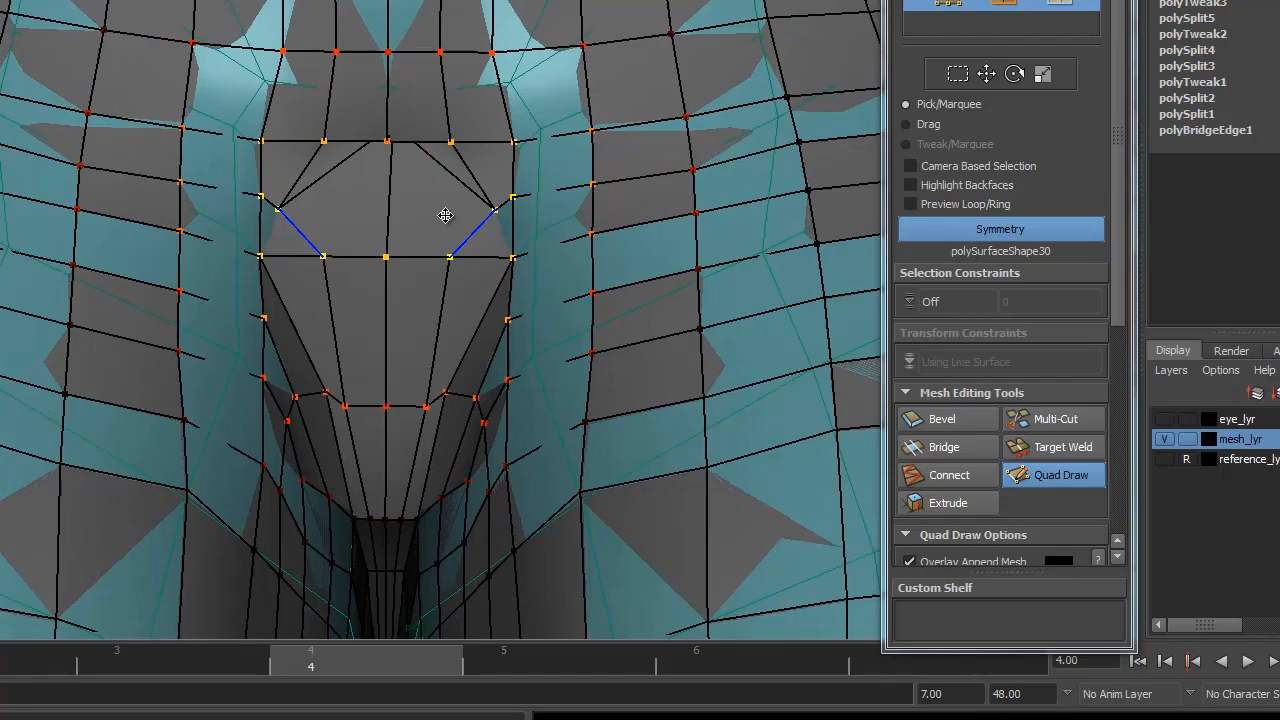 polyTweak3
polySplit5
polyTweak2
polySplit4
polySplit3
polyTweak1
polySplit2
polySplit1
polyBridgeEdge1
Pick/Marquee
Drag
Tweak/Marquee
Camera Based Selection
Highlight Backfaces
Preview Loop/Ring
Symmetry
polySurfaceShape30
Selection Constraints
Off 0
Transform Constraints
Using Live Surface
Mesh Editing Tools
Bevel Multi-Cut
Bridge Target Weld
Connect Quad Draw
Extrude
Quad Draw Options
Overlay Append Mesh ?
Custom Shelf
Display Render A
Layers Options Help
eye_lyr
V mesh_lyr
R reference_ly
3 4 5 6
4 4.00
7.00 48.00 No Anim Layer No Character S